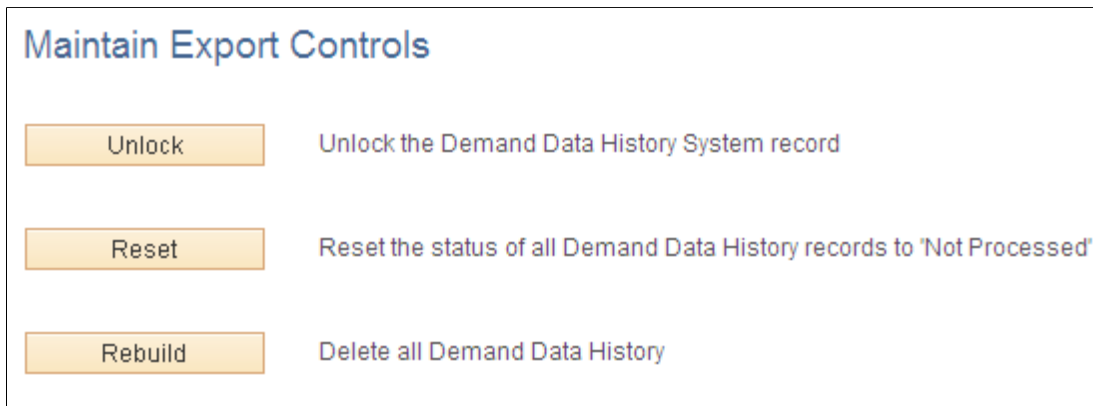 Maintain Export Controls
Unlock Unlock the Demand Data History System record
Reset Reset the status of all Demand Data History records to 'Not Processed'
Rebuild Delete all Demand Data History